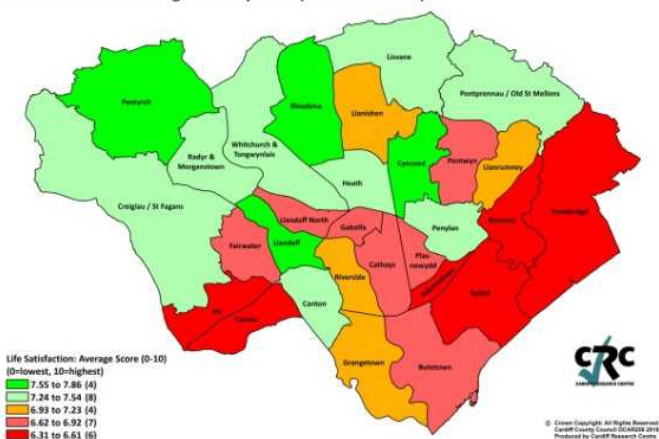 Lisvane
Pentyrch
Rhiwbina
Llanishen
Pontprennau / Old St Mellons
Whitchurch &
Tongwynlais
Radyr &
Morganstown
Cyncoed
Pentwyn
Llanrumney
Heath
Creigiau / St Fagans
Trowbridge
Rumney
Llandaff North
Gabalfa
Penylan
Fairwater
Llandaff
Cathays
Plas-
newydd
Riverside
Splott
Canton
Ely
Caerau
Grangetown
Butetown
Life Satisfaction: Average Score (0-10)
(0=lowest, 10=highest)
7.55 to 7.86 (4)
7.24 to 7.54 (8)
6.93 to 7.23 (4)
6.62 to 6.92 (7)
6.31 to 6.61 (6)
CRC
CARDIFF RESEARCH CENTRE
© Crown Copyright: All Rights Reserved
Cardiff County Council
Produced by Cardiff Research Centre